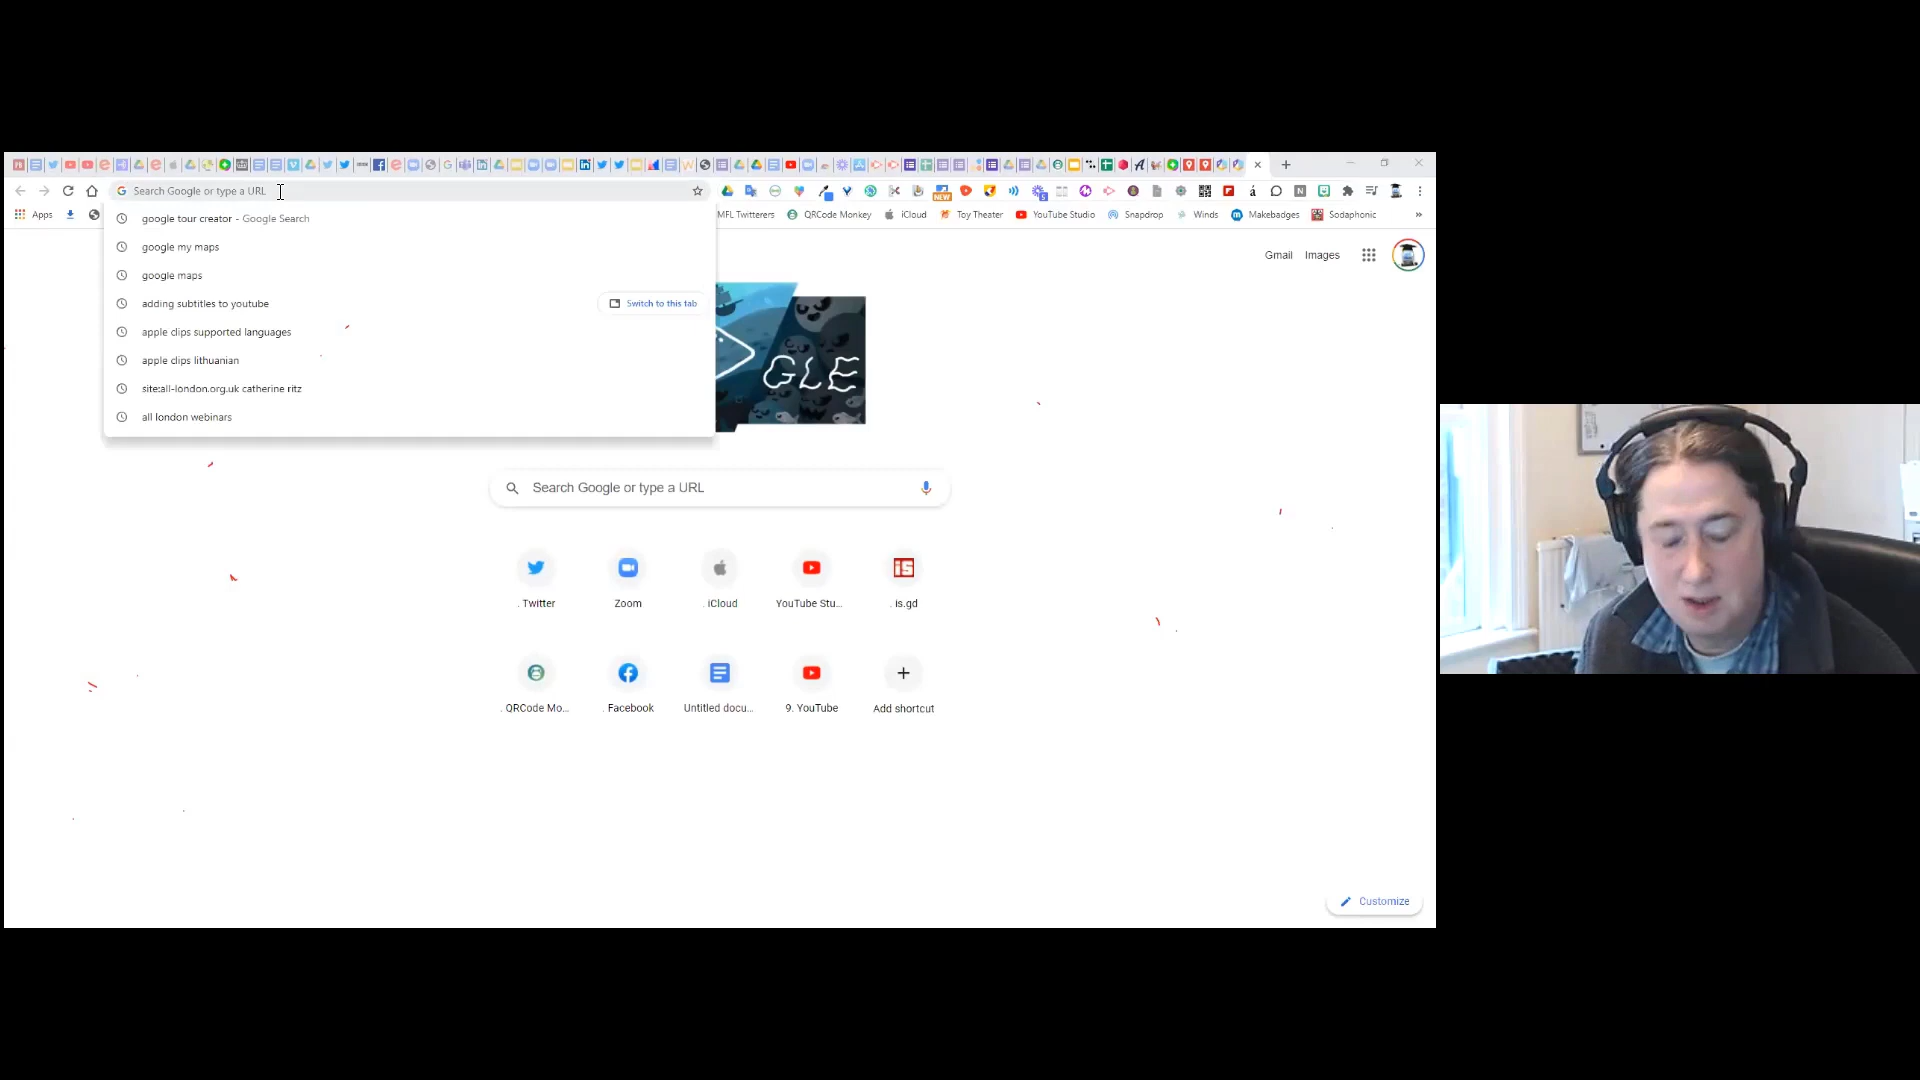 Search Google or type a URL
Apps
MFL Twitterers
QRCode Monkey
iCloud
Toy Theater
YouTube Studio
Snapdrop
Winds
Makebadges
Sodaphonic
»
google tour creator - Google Search
google my maps
google maps
adding subtitles to youtube
Switch to this tab
apple clips supported languages
apple clips lithuanian
site:all-london.org.uk catherine ritz
all london webinars
Gmail
Images
GLE
Search Google or type a URL
. Twitter
Zoom
. iCloud
YouTube Stu...
. is.gd
. QRCode Mo...
. Facebook
Untitled docu...
9. YouTube
Add shortcut
Customize